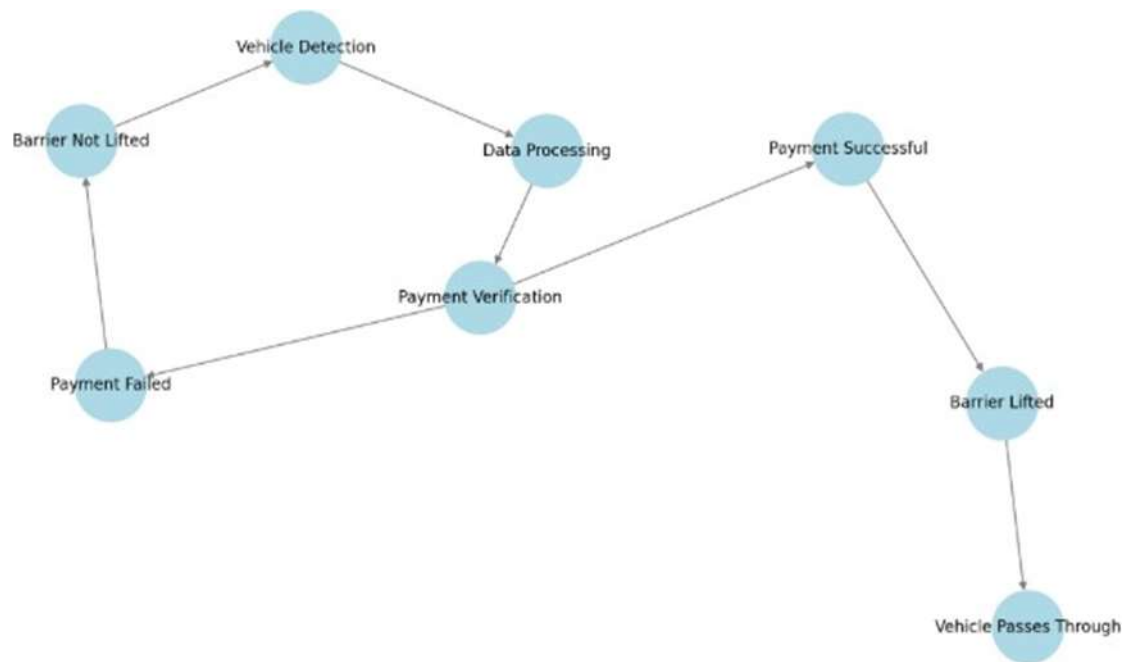 Vehicle Detection
Barrier Not Lifted
Data Processing
Payment Successful
Payment Verification
Payment Failed
Barrier Lifted
Vehicle Passes Through